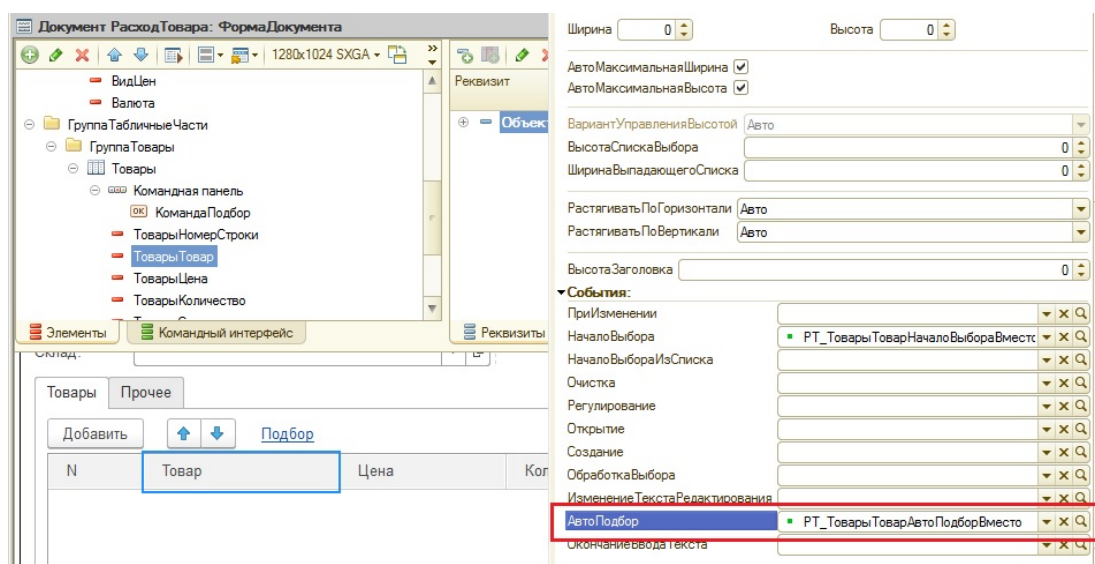 Документ РасходТовара: ФормаДокумента
1280x1024 SXGA
ВидЦен
Валюта
ГруппаТабличныеЧасти
ГруппаТовары
Товары
Командная панель
КомандаПодбор
ТоварыНомерСтроки
ТоварыТовар
ТоварыЦена
ТоварыКоличество
Элементы
Командный интерфейс
Реквизит
Объек
Реквизиты
Склад:
Товары
Прочее
Добавить
Подбор
N
Товар
Цена
Кол
Ширина 0
Высота 0
АвтоМаксимальнаяШирина
АвтоМаксимальнаяВысота
ВариантУправленияВысотой Авто
ВысотаСпискаВыбора 0
ШиринаВыпадающегоСписка 0
РастягиватьПоГоризонтали Авто
РастягиватьПоВертикали Авто
ВысотаЗаголовка 0
События:
ПриИзменении
НачалоВыбора РТ_ТоварыТоварНачалоВыбораВместо
НачалоВыбораИзСписка
Очистка
Регулирование
Открытие
Создание
ОбработкаВыбора
ИзменениеТекстаРедактирования
АвтоПодбор РТ_ТоварыТоварАвтоПодборВместо
ОкончаниеВводаТекста